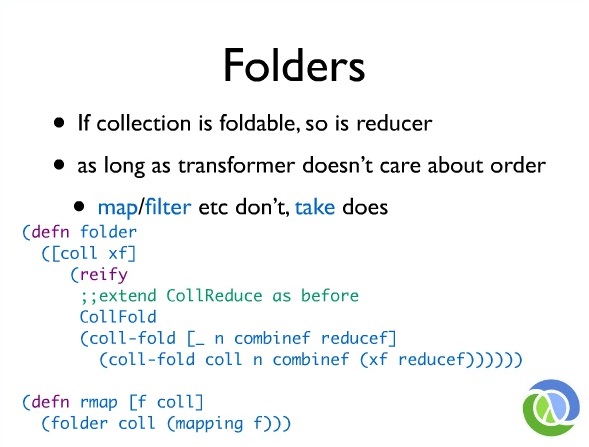 Folders
• If collection is foldable, so is reducer
• as long as transformer doesn't care about order
• map/filter etc don't, take does
(defn folder
  ([coll xf]
     (reify
      ;;extend CollReduce as before
      CollFold
      (coll-fold [_ n combinef reducef]
        (coll-fold coll n combinef (xf reducef))))))
(defn rmap [f coll]
  (folder coll (mapping f)))